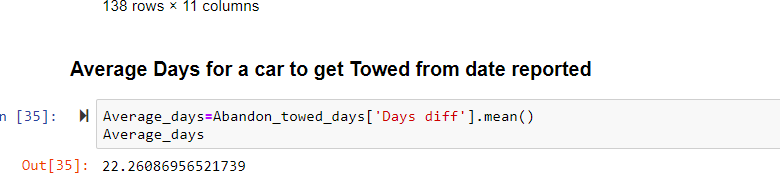 138 rows × 11 columns
Average Days for a car to get Towed from date reported
n [35]: Average_days=Abandon_towed_days['Days diff'].mean()
Average_days
Out[35]: 22.26086956521739